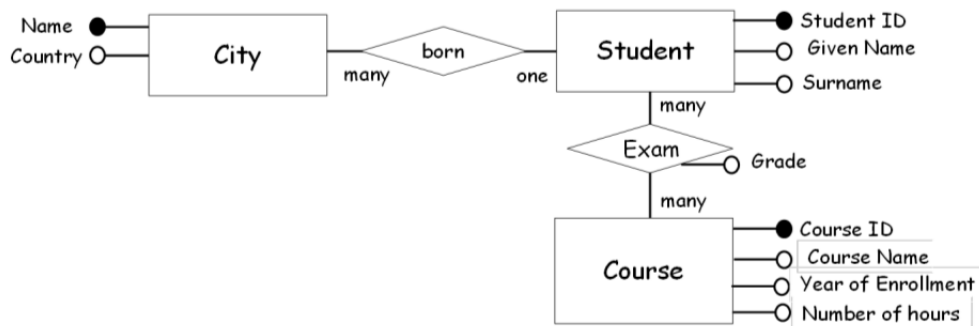 Name
Country
City
many
born
one
Student
Student ID
Given Name
Surname
many
Exam
Grade
many
Course
Course ID
Course Name
Year of Enrollment
Number of hours